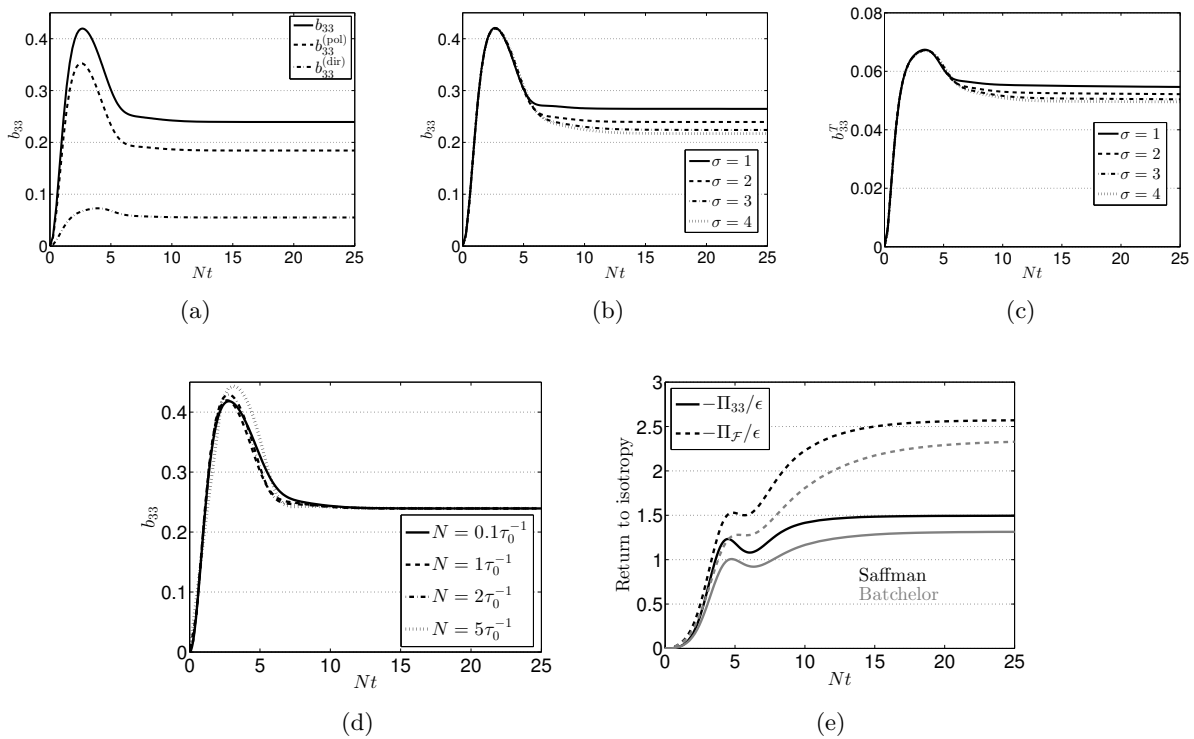 0.4
0.3
0.2
0.1
0
b₃₃
0 5 10 15 20 25
Nt
b₃₃
b₃₃^(pol)
b₃₃^(dir)
(a)
0.4
0.3
0.2
0.1
0
b₃₃
0 5 10 15 20 25
Nt
σ = 1
σ = 2
σ = 3
σ = 4
(b)
0.08
0.06
0.04
0.02
0
b₃₃^T
0 5 10 15 20 25
Nt
σ = 1
σ = 2
σ = 3
σ = 4
(c)
0.4
0.3
0.2
0.1
0
b₃₃
0 5 10 15 20 25
Nt
N = 0.1τ₀⁻¹
N = 1τ₀⁻¹
N = 2τ₀⁻¹
N = 5τ₀⁻¹
(d)
3
2.5
2
1.5
1
0.5
0
Return to isotropy
0 5 10 15 20 25
Nt
−Π₃₃/ϵ
−Π_ℱ/ϵ
Saffman
Batchelor
(e)